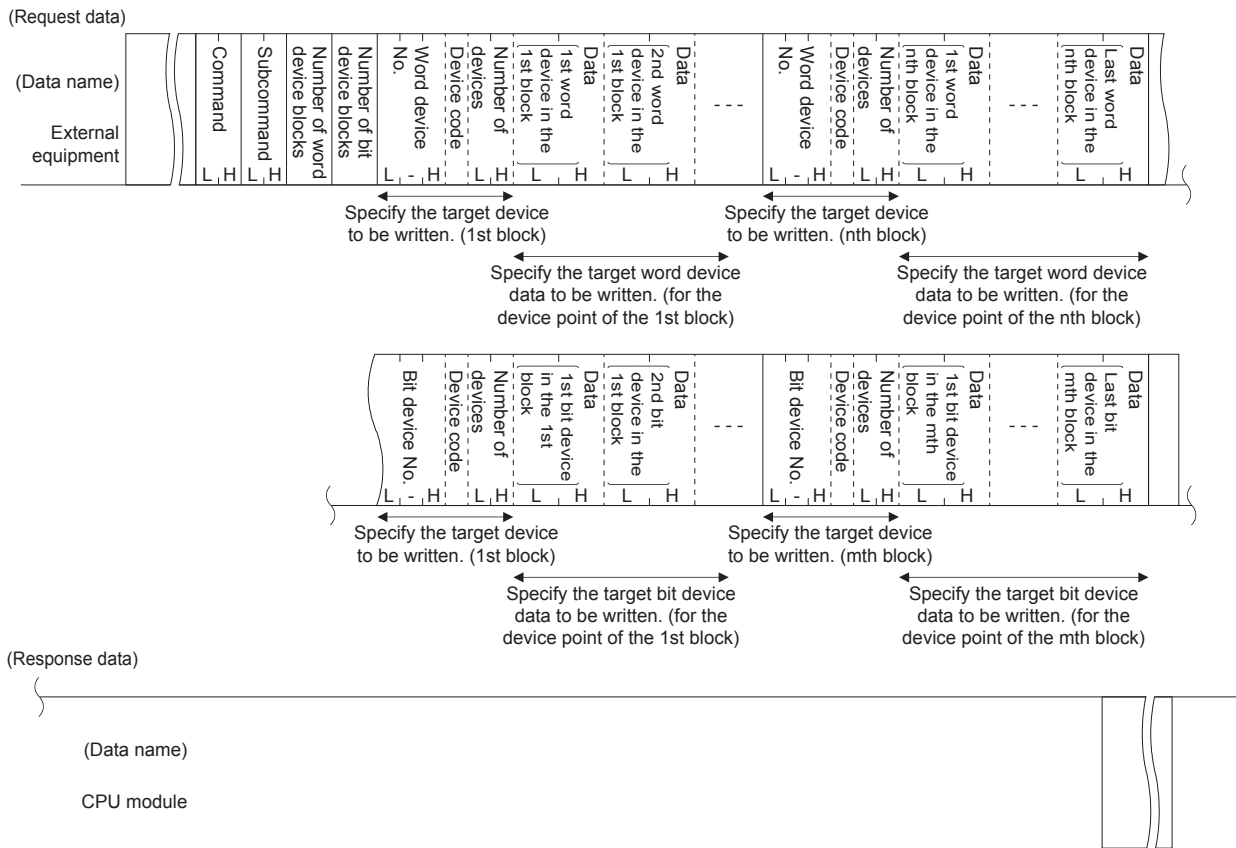 (Request data)
(Data name)
External
equipment
Command
L H
Subcommand
L H
Number of word
device blocks
Number of bit
device blocks
Word device
No.
L - H
Device code
Number of
devices
L H
Data
1st word
device in the
1st block
L H
Data
2nd word
device in the
1st block
L H
- - -
Word device
No.
L - H
Device code
Number of
devices
L H
Data
1st word
device in the
nth block
L H
- - -
Data
Last word
device in the
nth block
L H
Specify the target device
to be written. (1st block)
Specify the target device
to be written. (nth block)
Specify the target word device
data to be written. (for the
device point of the 1st block)
Specify the target word device
data to be written. (for the
device point of the nth block)
Bit device No.
L - H
Device code
Number of
devices
L H
Data
1st bit device
in the 1st
block
L H
Data
2nd bit
device in the
1st block
L H
- - -
Bit device No.
L - H
Device code
Number of
devices
L H
Data
1st bit device
in the mth
block
L H
- - -
Data
Last bit
device in the
mth block
L H
Specify the target device
to be written. (1st block)
Specify the target device
to be written. (mth block)
Specify the target bit device
data to be written. (for the
device point of the 1st block)
Specify the target bit device
data to be written. (for the
device point of the mth block)
(Response data)
(Data name)
CPU module